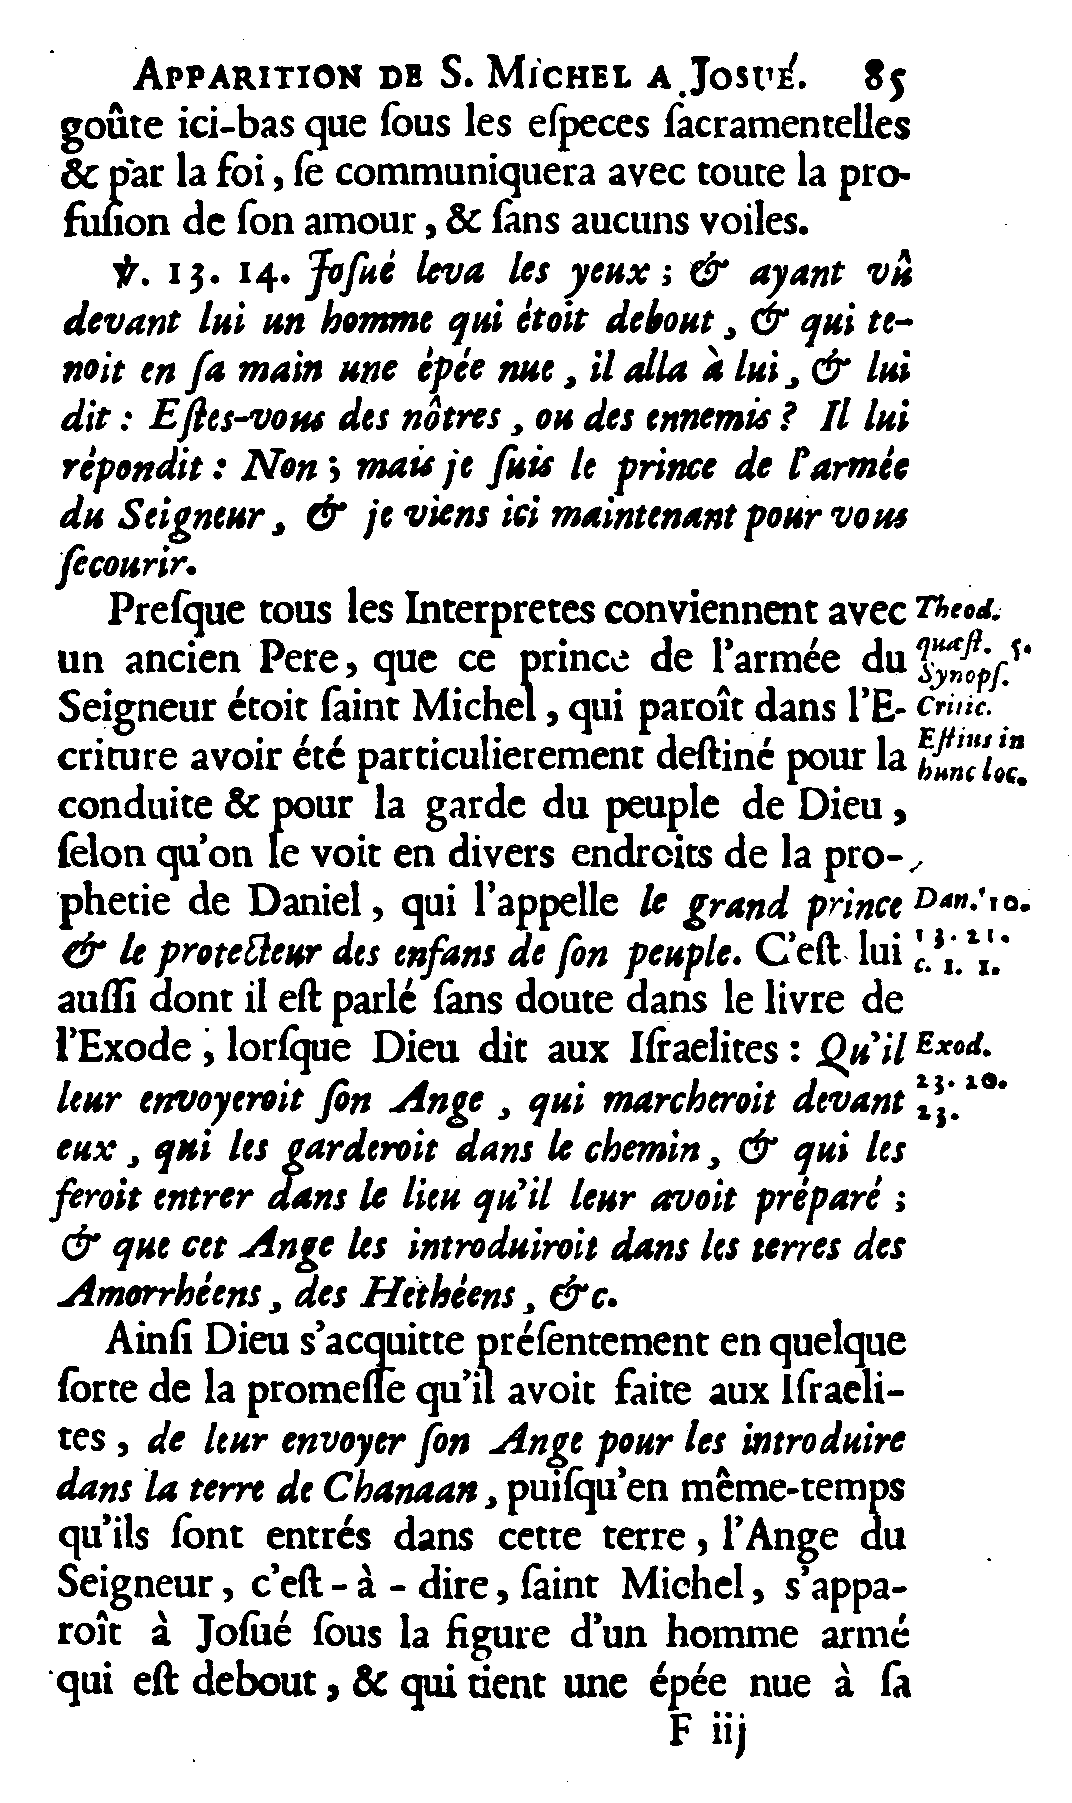 APPARITION DE S. MICHEL A JOSUÉ. 85
goûte ici-bas que ſous les eſpeces ſacramentelles
& par la foi, ſe communiquera avec toute la pro-
fuſion de ſon amour, & ſans aucuns voiles.
℣. 13. 14. Joſué leva les yeux ; & ayant vû
devant lui un homme qui étoit debout, & qui te-
noit en ſa main une épée nue, il alla à lui, & lui
dit : Eſtes-vous des nôtres, ou des ennemis ? Il lui
répondit : Non ; mais je ſuis le prince de l'armée
du Seigneur, & je viens ici maintenant pour vous
ſecourir.
Preſque tous les Interpretes conviennent avec
un ancien Pere, que ce prince de l'armée du
Seigneur étoit ſaint Michel, qui paroît dans l'E-
criture avoir été particulierement deſtiné pour la
conduite & pour la garde du peuple de Dieu,
ſelon qu'on le voit en divers endroits de la pro-
phetie de Daniel, qui l'appelle le grand prince
& le protecteur des enfans de ſon peuple. C'eſt lui
auſſi dont il eſt parlé ſans doute dans le livre de
l'Exode ; lorſque Dieu dit aux Iſraelites : Qu'il
leur envoyeroit ſon Ange, qui marcheroit devant
eux, qui les garderoit dans le chemin, & qui les
feroit entrer dans le lieu qu'il leur avoit préparé ;
& que cet Ange les introduiroit dans les terres des
Amorrhéens, des Hethéens, &c.
Ainſi Dieu s'acquitte préſentement en quelque
ſorte de la promeſſe qu'il avoit faite aux Iſraeli-
tes, de leur envoyer ſon Ange pour les introduire
dans la terre de Chanaan, puiſqu'en même-temps
qu'ils ſont entrés dans cette terre, l'Ange du
Seigneur, c'eſt-à-dire, ſaint Michel, s'appa-
roît à Joſué ſous la figure d'un homme armé
qui eſt debout, & qui tient une épée nue à ſa
F iij
Theod.
quæſt. 5.
Synopſ.
Critic.
Eſtius in
hunc loc.
Dan. 10.
13. 21.
c. 1. 1.
Exod.
23. 20.
23.